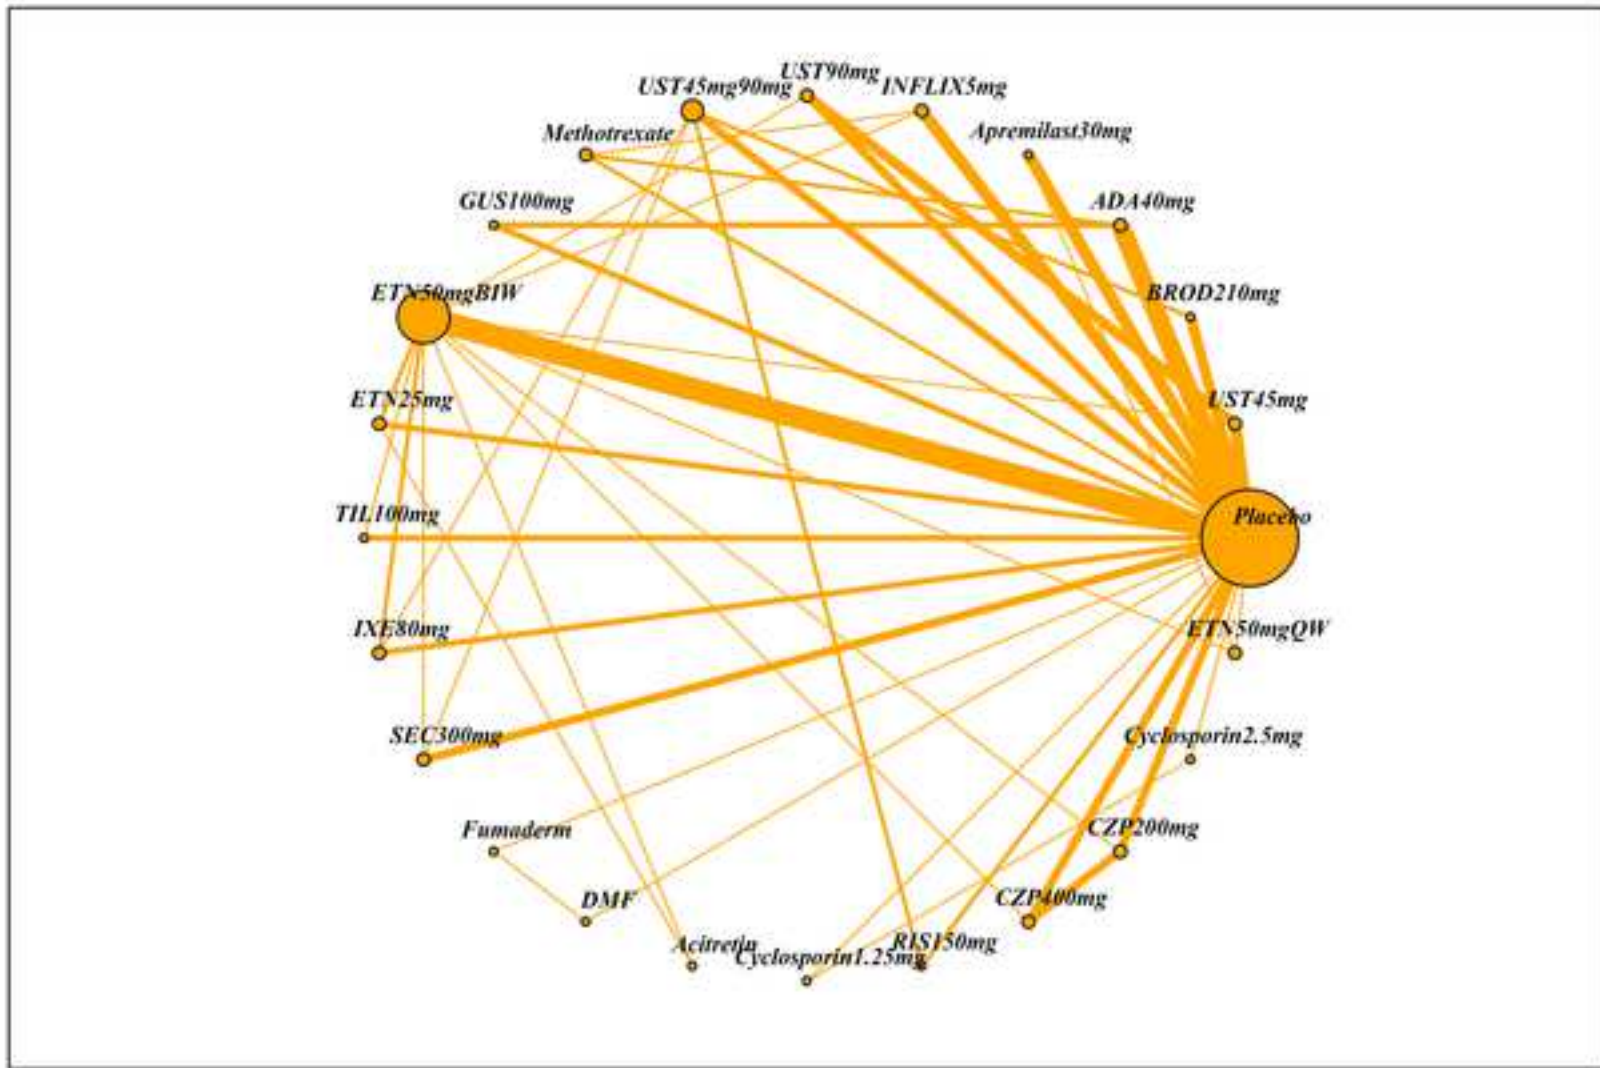 UST90mg
UST45mg90mg
INFLIX5mg
Methotrexate
Apremilast30mg
GUS100mg
ADA40mg
ETN50mgBIW
BROD210mg
ETN25mg
UST45mg
TIL100mg
Placebo
IXE80mg
ETN50mgQW
SEC300mg
Cyclosporin2.5mg
Fumaderm
CZP200mg
DMF
CZP400mg
Acitretin
RIS150mg
Cyclosporin1.25mg